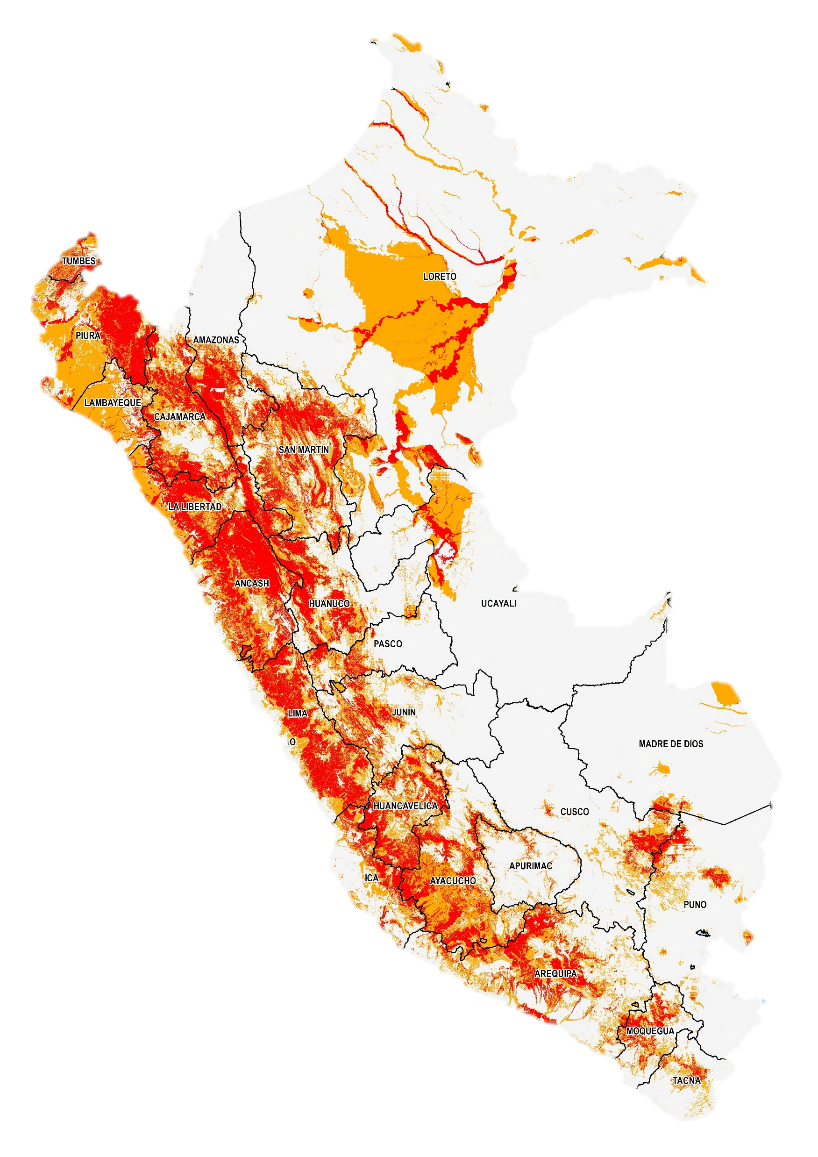 LORETO
TUMBES
PIURA
AMAZONAS
LAMBAYEQUE
CAJAMARCA
SAN MARTIN
LA LIBERTAD
ANCASH
HUANUCO
UCAYALI
PASCO
LIMA
JUNIN
O
MADRE DE DIOS
HUANCAVELICA
CUSCO
APURIMAC
ICA
AYACUCHO
PUNO
AREQUIPA
MOQUEGUA
TACNA